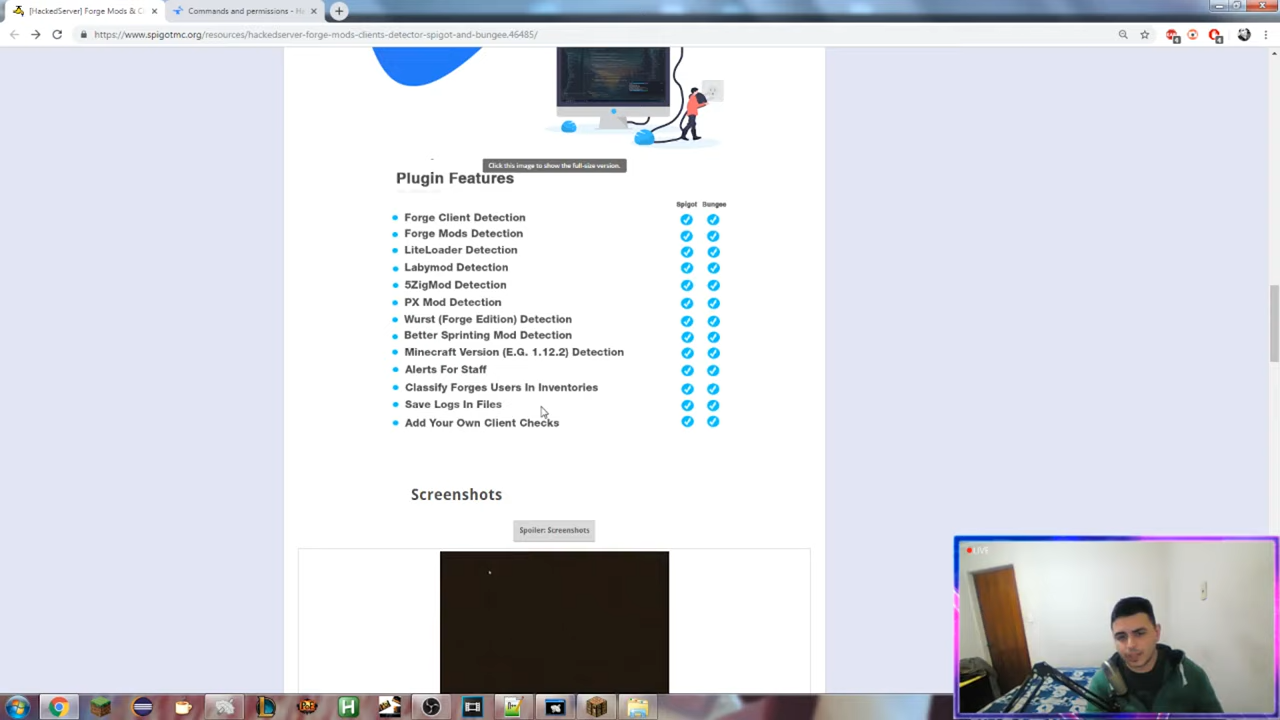 [HackedServer] Forge Mods & Cl
Commands and permissions - Ha
https://www.spigotmc.org/resources/hackedserver-forge-mods-clients-detector-spigot-and-bungee.46485/
Click this image to show the full-size version.
Plugin Features
Spigot Bungee
Forge Client Detection
Forge Mods Detection
LiteLoader Detection
Labymod Detection
5ZigMod Detection
PX Mod Detection
Wurst (Forge Edition) Detection
Better Sprinting Mod Detection
Minecraft Version (E.G. 1.12.2) Detection
Alerts For Staff
Classify Forges Users In Inventories
Save Logs In Files
Add Your Own Client Checks
Screenshots
Spoiler: Screenshots
LIVE